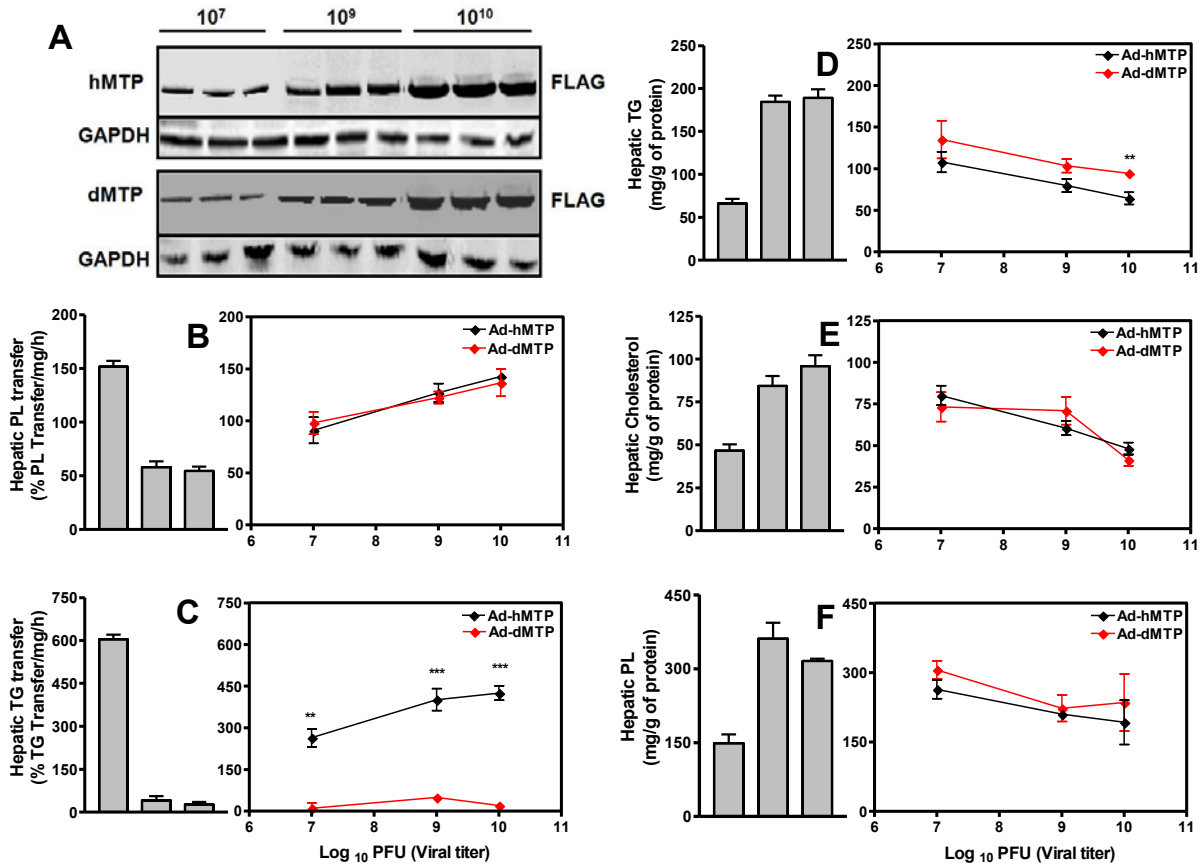 A
10⁷ 10⁹ 10¹⁰
hMTP FLAG
GAPDH
dMTP FLAG
GAPDH
B
Hepatic PL transfer
(% PL Transfer/mg/h)
200
150
100
50
0
200
150
100
50
0
Ad-hMTP
Ad-dMTP
6 7 8 9 10 11
C
Hepatic TG transfer
(% TG Transfer/mg/h)
750
600
450
300
150
0
750
600
450
300
150
0
Ad-hMTP
Ad-dMTP
** *** ***
6 7 8 9 10 11
Log 10 PFU (Viral titer)
D
Hepatic TG
(mg/g of protein)
250
200
150
100
50
0
250
200
150
100
50
0
Ad-hMTP
Ad-dMTP
**
6 7 8 9 10 11
E
Hepatic Cholesterol
(mg/g of protein)
125
100
75
50
25
0
125
100
75
50
25
0
Ad-hMTP
Ad-dMTP
6 7 8 9 10 11
F
Hepatic PL
(mg/g of protein)
450
300
150
0
450
300
150
0
Ad-hMTP
Ad-dMTP
6 7 8 9 10 11
Log 10 PFU (Viral titer)